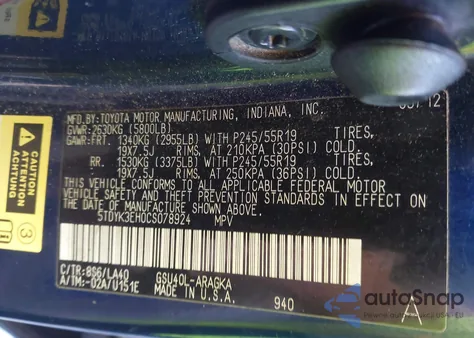 MFD.BY:TOYOTA MOTOR MANUFACTURING, INDIANA, INC. 12
GVWR:2630KG (5800LB)
GAWR:FRT. 1340KG (2955LB) WITH P245/55R19 TIRES,
19X7.5J RIMS, AT 210KPA (30PSI) COLD.
RR. 1530KG (3375LB) WITH P245/55R19 TIRES,
19X7.5J RIMS, AT 250KPA (36PSI) COLD.
THIS VEHICLE CONFORMS TO ALL APPLICABLE FEDERAL MOTOR
VEHICLE SAFETY STANDARDS IN EFFECT ON
THE DATE OF MANUFACTURE SHOWN ABOVE.
5TDYK3EH0CS078924 MPV
3
C/TR:8S6/LA40 GSU40L-ARAGKA
A/TM:-02A/U151E MADE IN U.S.A. 940
A
autoSnap